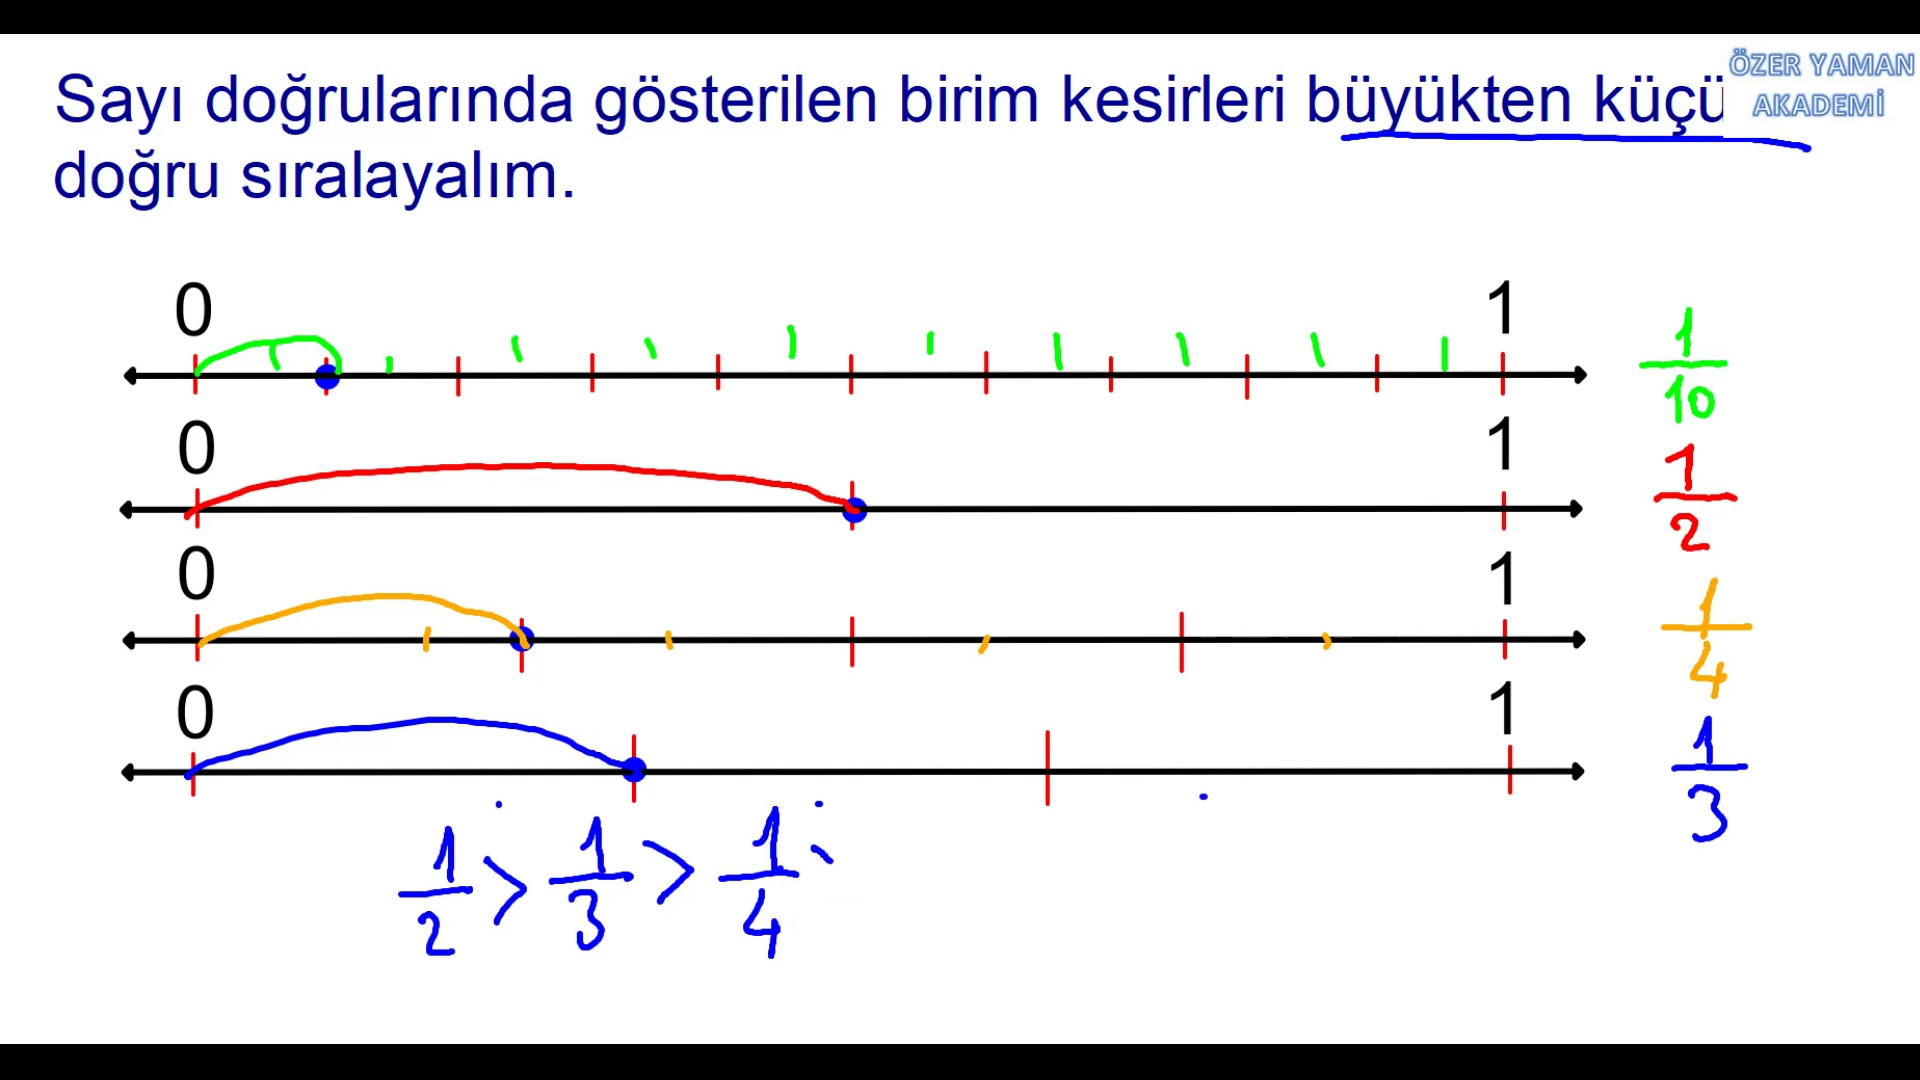 Sayı doğrularında gösterilen birim kesirleri büyükten küçü
doğru sıralayalım.
ÖZER YAMAN
AKADEMİ
0 1 1/10
0 1 1/2
0 1 1/4
0 1 1/3
1/2 > 1/3 > 1/4